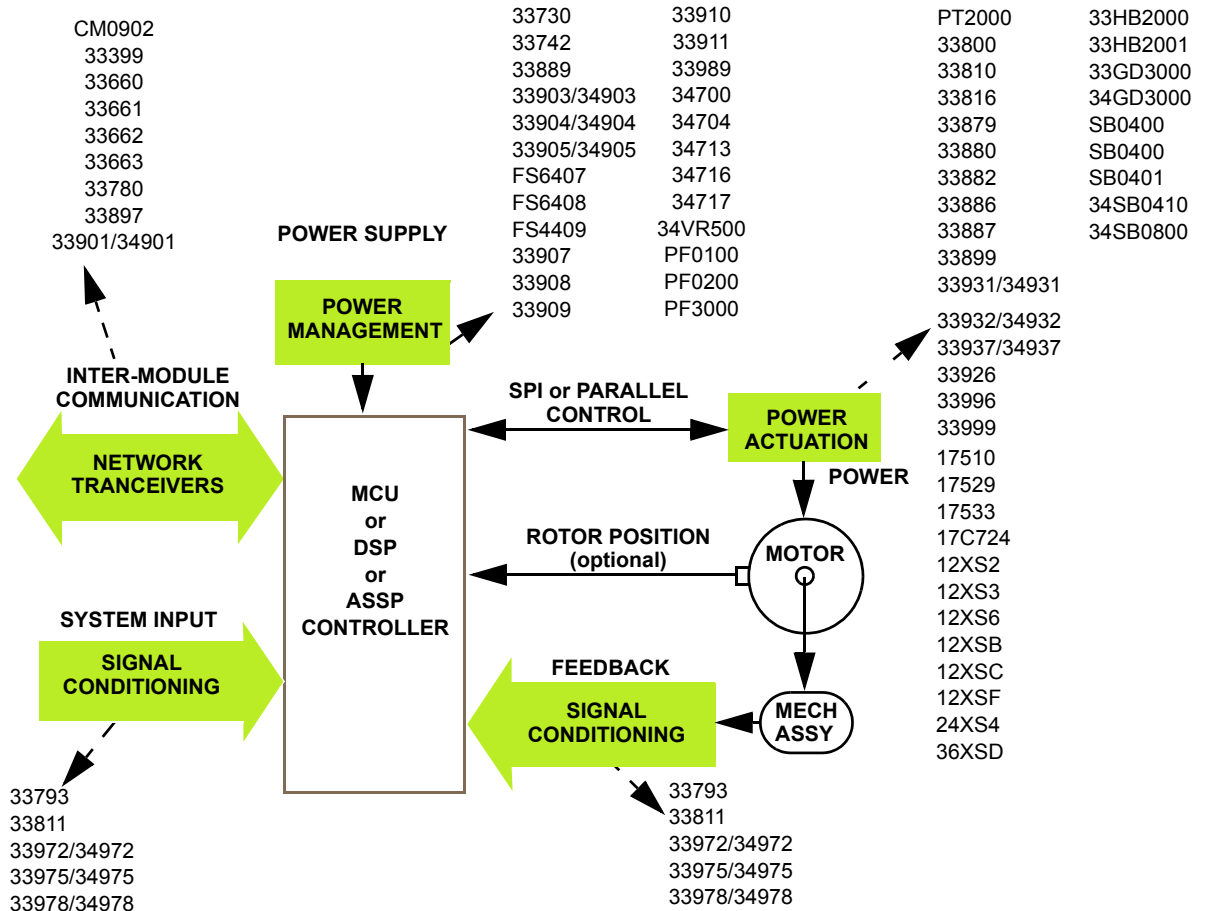 CM0902
33399
33660
33661
33662
33663
33780
33897
33901/34901
33730
33742
33889
33903/34903
33904/34904
33905/34905
FS6407
FS6408
FS4409
33907
33908
33909
33910
33911
33989
34700
34704
34713
34716
34717
34VR500
PF0100
PF0200
PF3000
PT2000
33800
33810
33816
33879
33880
33882
33886
33887
33899
33931/34931
33932/34932
33937/34937
33926
33996
33999
17510
17529
17533
17C724
12XS2
12XS3
12XS6
12XSB
12XSC
12XSF
24XS4
36XSD
33HB2000
33HB2001
33GD3000
34GD3000
SB0400
SB0400
SB0401
34SB0410
34SB0800
POWER SUPPLY
POWER
MANAGEMENT
INTER-MODULE
COMMUNICATION
NETWORK
TRANCEIVERS
MCU
or
DSP
or
ASSP
CONTROLLER
SPI or PARALLEL
CONTROL
POWER
ACTUATION
POWER
ROTOR POSITION
(optional)
MOTOR
SYSTEM INPUT
SIGNAL
CONDITIONING
FEEDBACK
SIGNAL
CONDITIONING
MECH
ASSY
33793
33811
33972/34972
33975/34975
33978/34978
33793
33811
33972/34972
33975/34975
33978/34978